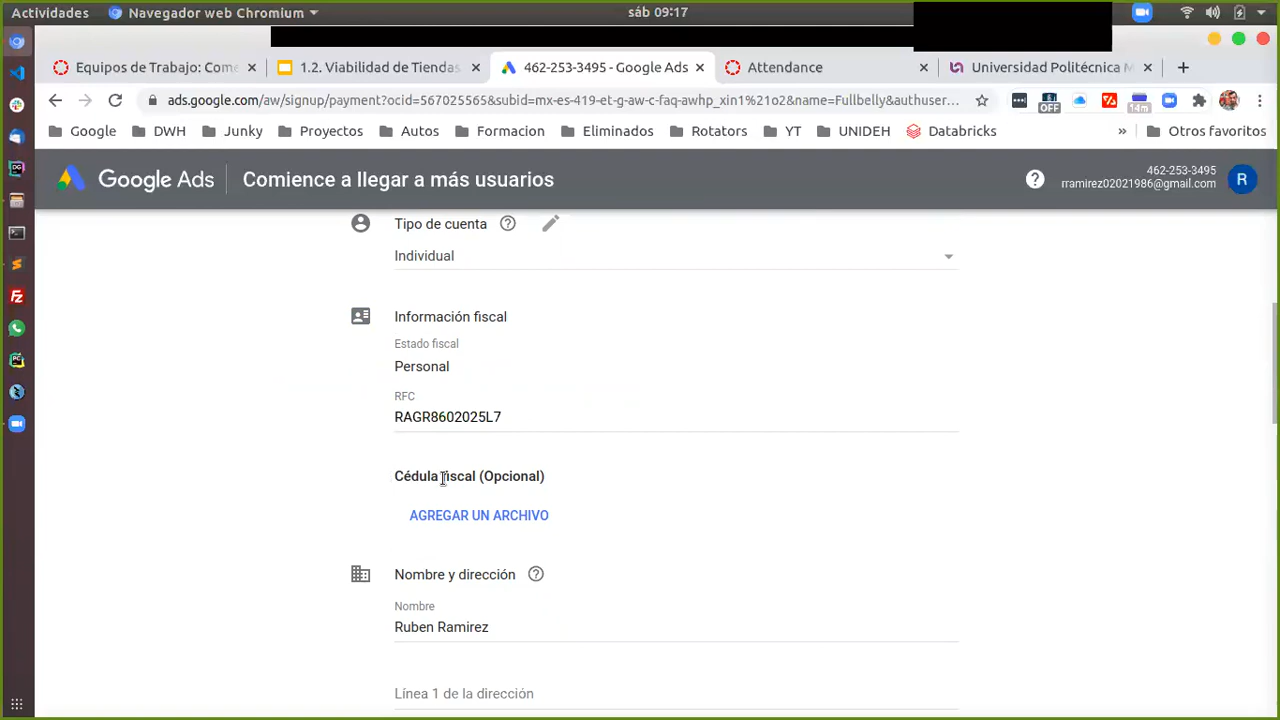 Actividades Navegador web Chromium sáb 09:17
Equipos de Trabajo: Come 1.2. Viabilidad de Tiendas 462-253-3495 - Google Ads Attendance Universidad Politécnica M
ads.google.com/aw/signup/payment?ocid=567025565&subid=mx-es-419-et-g-aw-c-faq-awhp_xin1%21o2&name=Fullbelly&authuser... OFF 14m
Google DWH Junky Proyectos Autos Formacion Eliminados Rotators YT UNIDEH Databricks » Otros favoritos
Google Ads Comience a llegar a más usuarios 462-253-3495 R
rramirez02021986@gmail.com
Tipo de cuenta
Individual
Información fiscal
Estado fiscal
Personal
RFC
RAGR8602025L7
Cédula fiscal (Opcional)
AGREGAR UN ARCHIVO
Nombre y dirección
Nombre
Ruben Ramirez
Línea 1 de la dirección